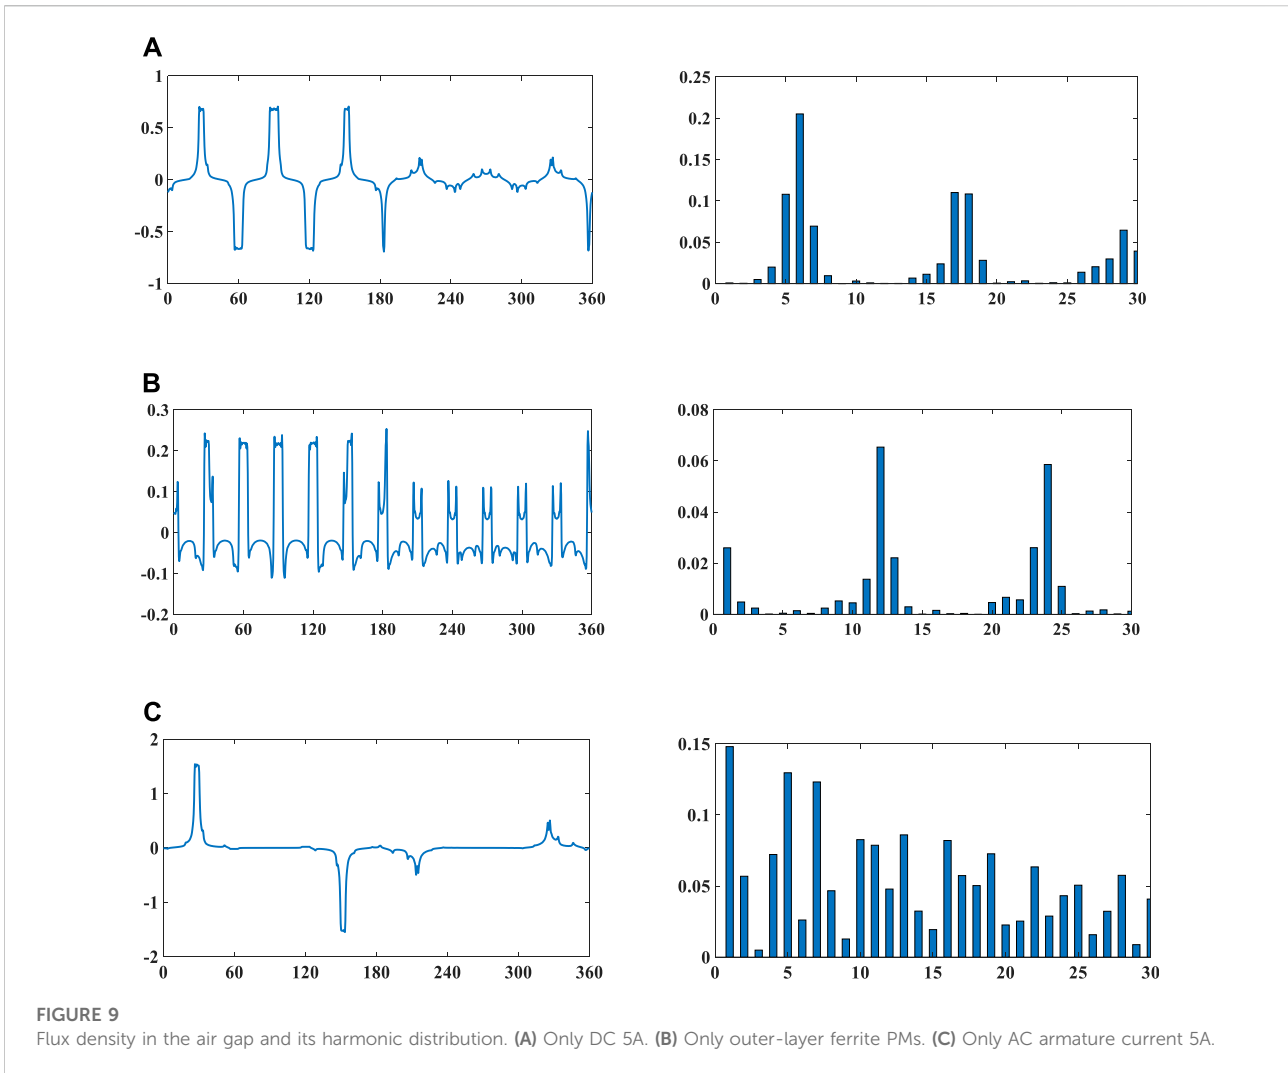 A
1
0.5
0
-0.5
-1
0 60 120 180 240 300 360
0.25
0.2
0.15
0.1
0.05
0
0 5 10 15 20 25 30
B
0.3
0.2
0.1
0
-0.1
-0.2
0 60 120 180 240 300 360
0.08
0.06
0.04
0.02
0
0 5 10 15 20 25 30
C
2
1
0
-1
-2
0 60 120 180 240 300 360
0.15
0.1
0.05
0
0 5 10 15 20 25 30
FIGURE 9
Flux density in the air gap and its harmonic distribution. (A) Only DC 5A. (B) Only outer-layer ferrite PMs. (C) Only AC armature current 5A.